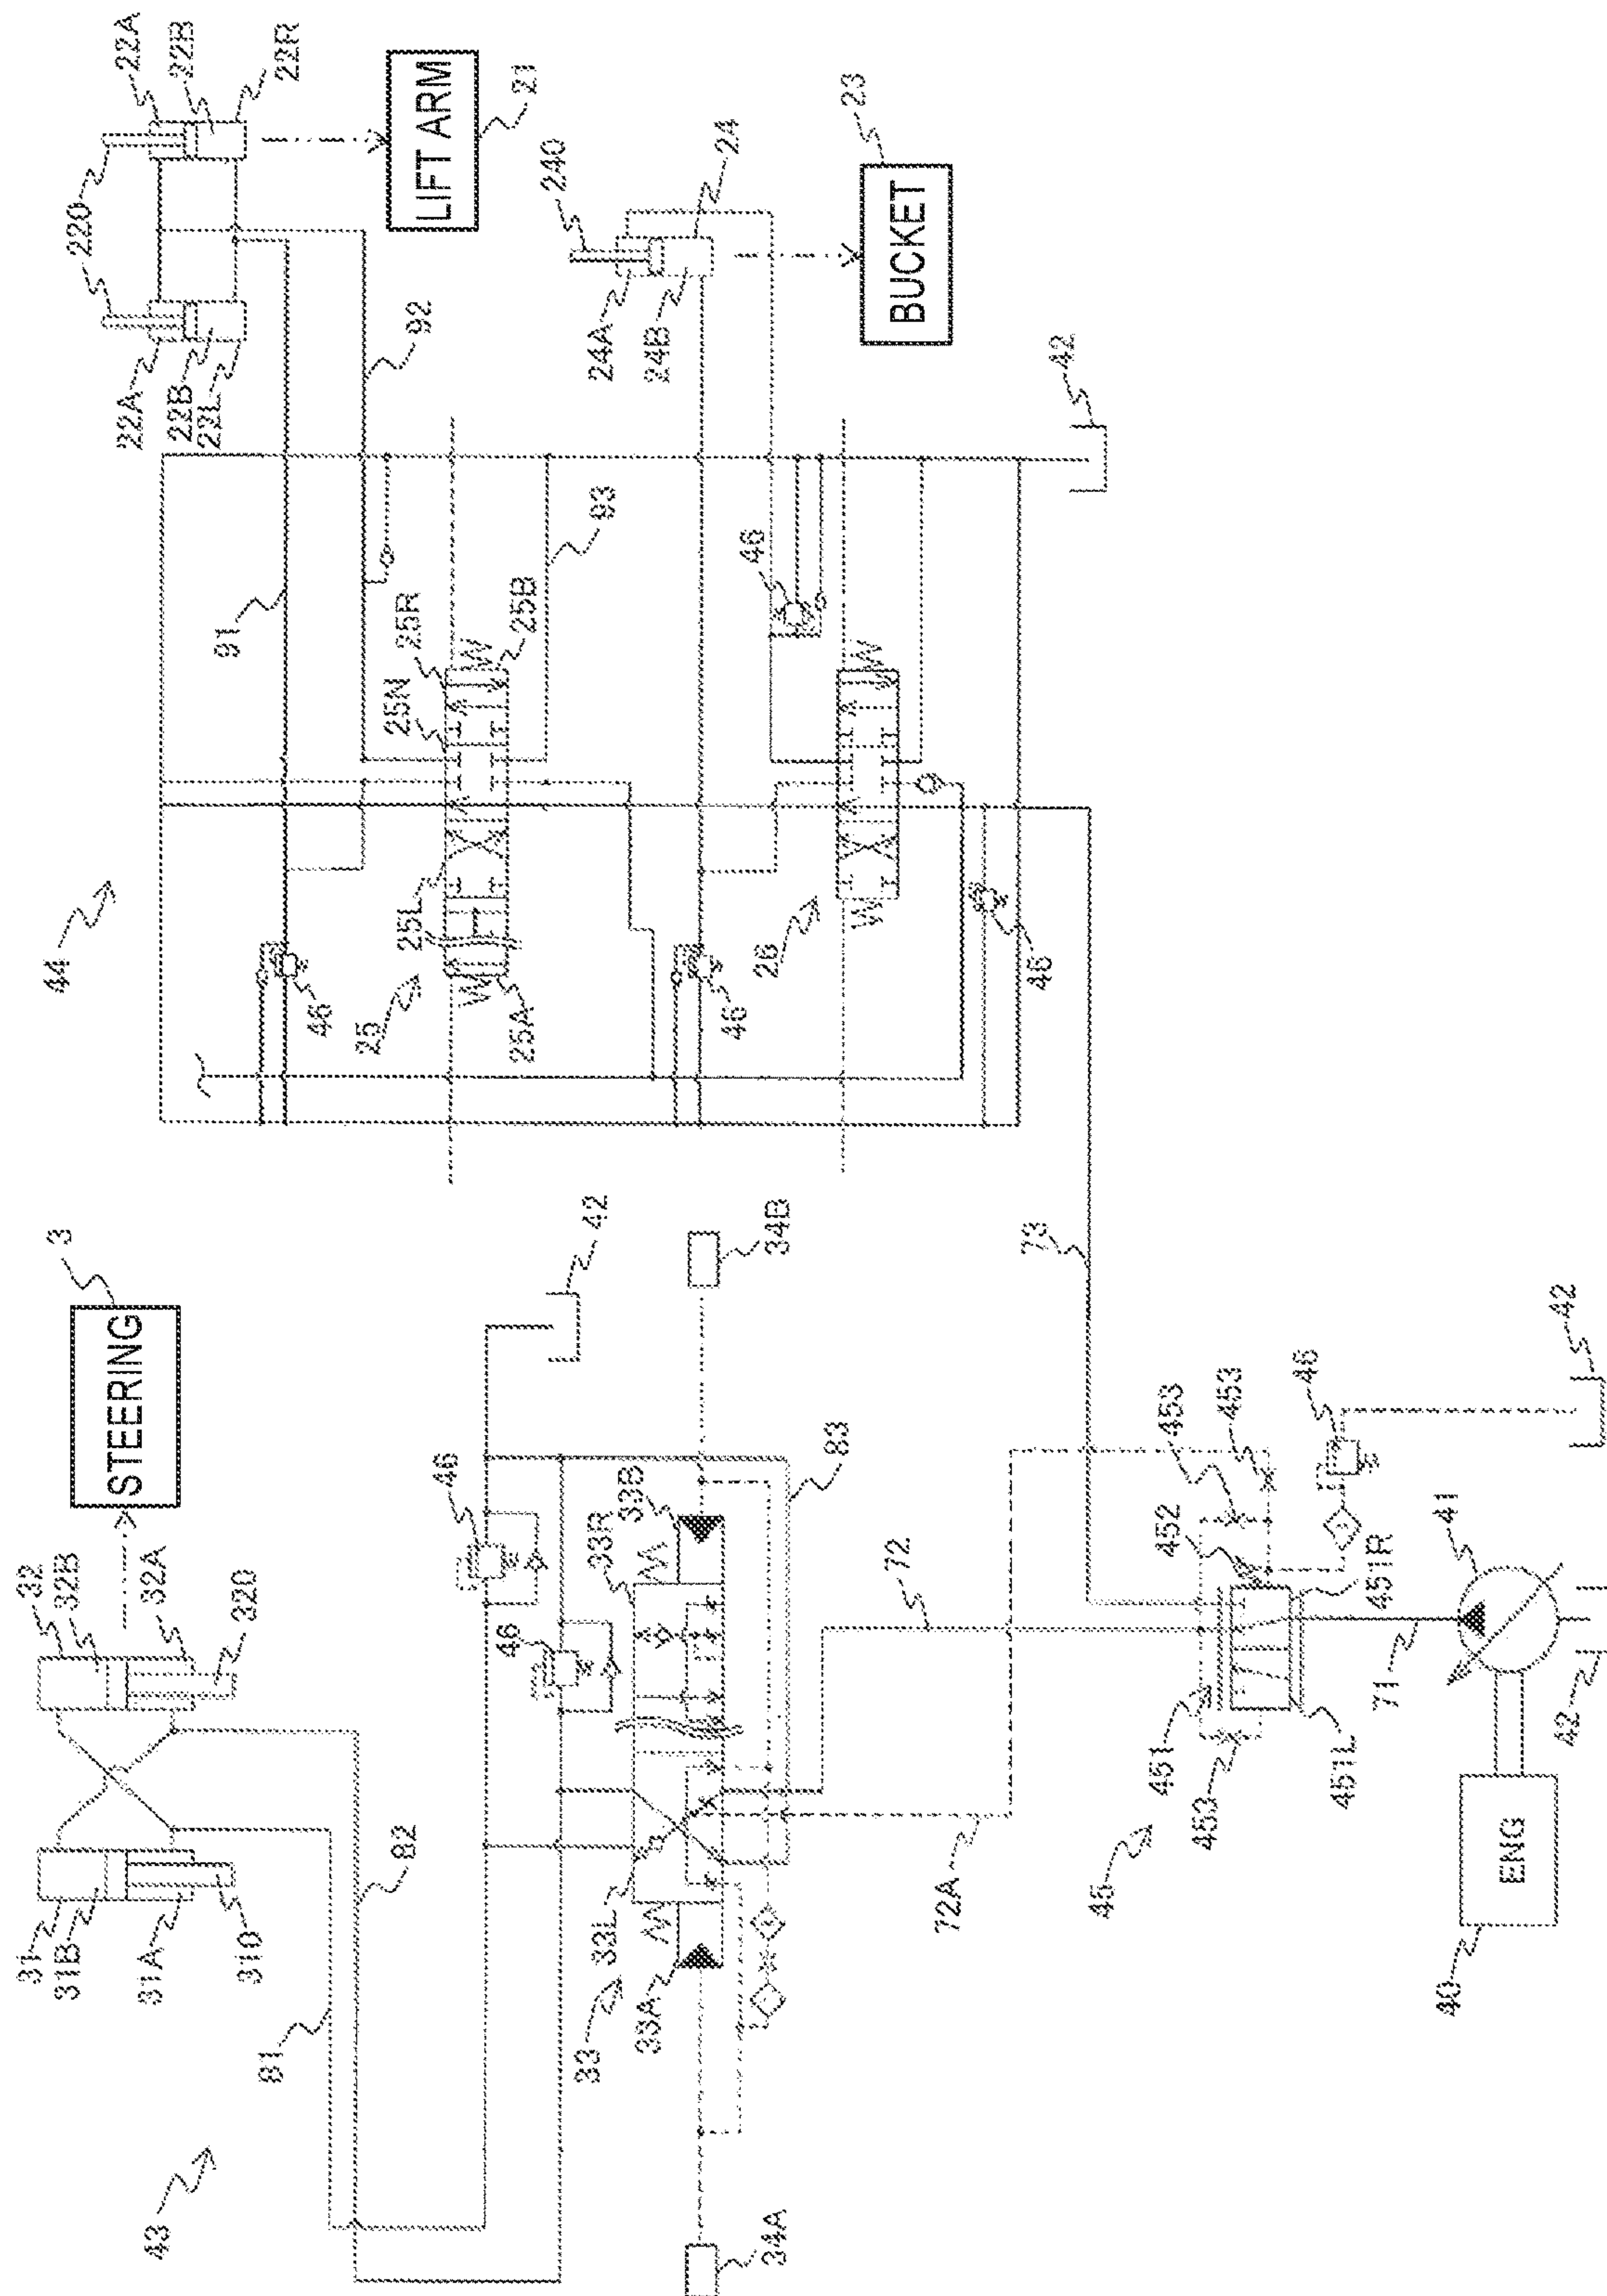 43
81
82
31
31B
31A
310
32
32B
32A
320
STEERING
3
44
46
91
92
93
22A
22B
22L
220
22A
22B
22R
LIFT ARM
21
25
25A
25L
25N
25R
25B
46
26
46
46
24A
24B
240
24
BUCKET
23
42
34A
33
33A
33L
46
46
33R
33B
83
34B
42
72A
72
73
45
451
453
451L
452
453
453
451R
46
42
71
41
42
40
ENG